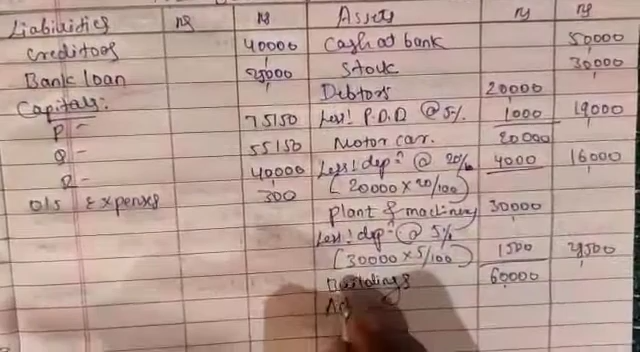 Liabilities ₨ ₨ Assets ₨ ₨
Creditors 40000 Cash at bank 50000
Bank loan 25000 Stock 30000
Debtors 20000
Capitals:
P - 75150 Less: P.D.D @ 5% 1000 19000
Q - 55150 Motor car. 20000
R - 40000 Less: depn @ 20% 4000 16000
O/S Expenses 300 (20000 × 20/100)
Plant & machinery 30000
Less: depn @ 5%
(30000 × 5/100) 1500 28500
Buildings 60000